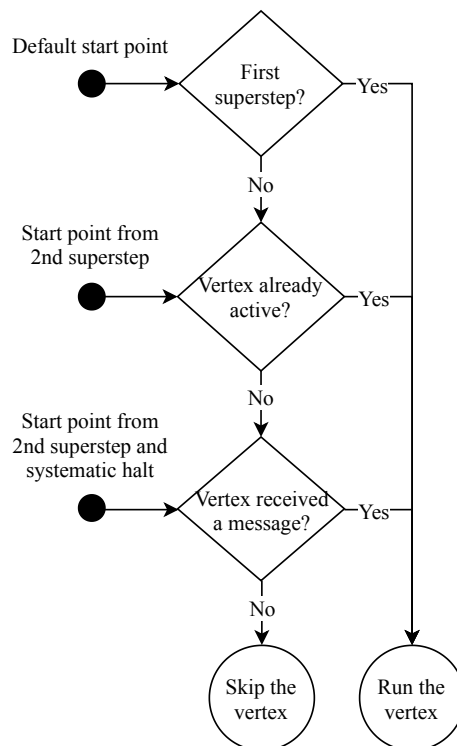 Default start point
First
superstep?
Yes
No
Start point from
2nd superstep
Vertex already
active?
Yes
No
Start point from
2nd superstep and
systematic halt
Vertex received
a message?
Yes
No
Skip the
vertex
Run the
vertex